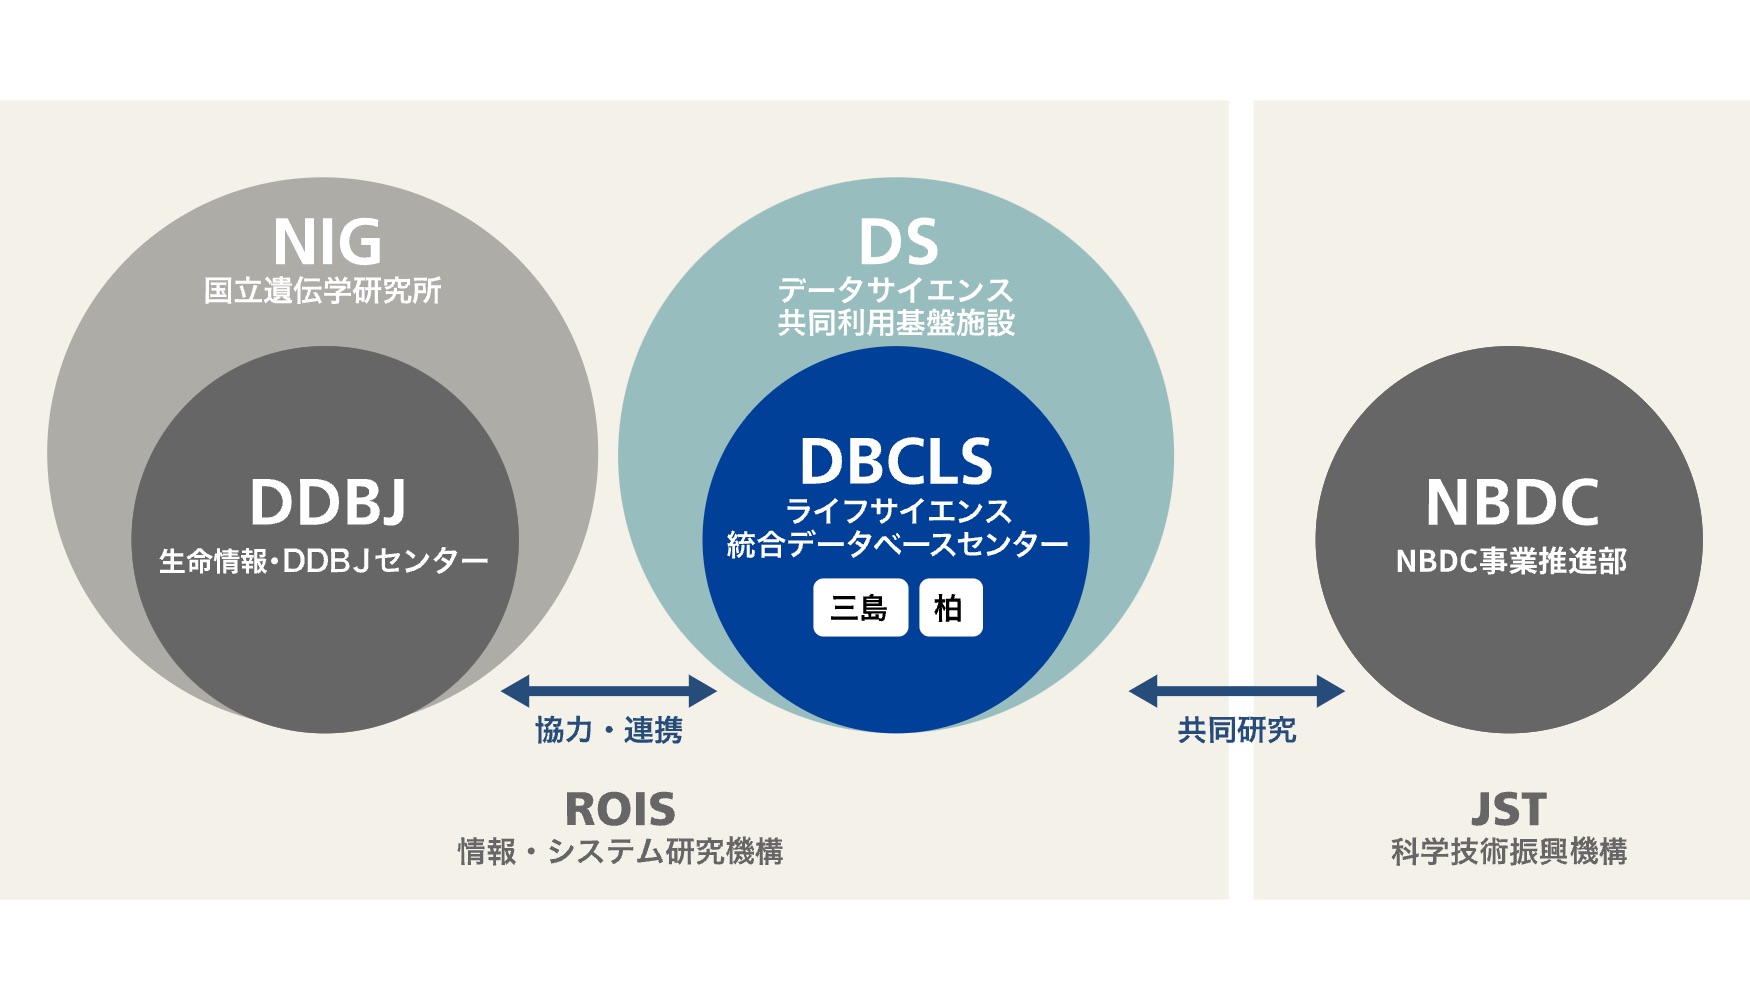 NIG
国立遺伝学研究所
DDBJ
生命情報・DDBJセンター
DS
データサイエンス
共同利用基盤施設
DBCLS
ライフサイエンス
統合データベースセンター
三島 柏
NBDC
NBDC事業推進部
協力・連携
共同研究
ROIS
情報・システム研究機構
JST
科学技術振興機構